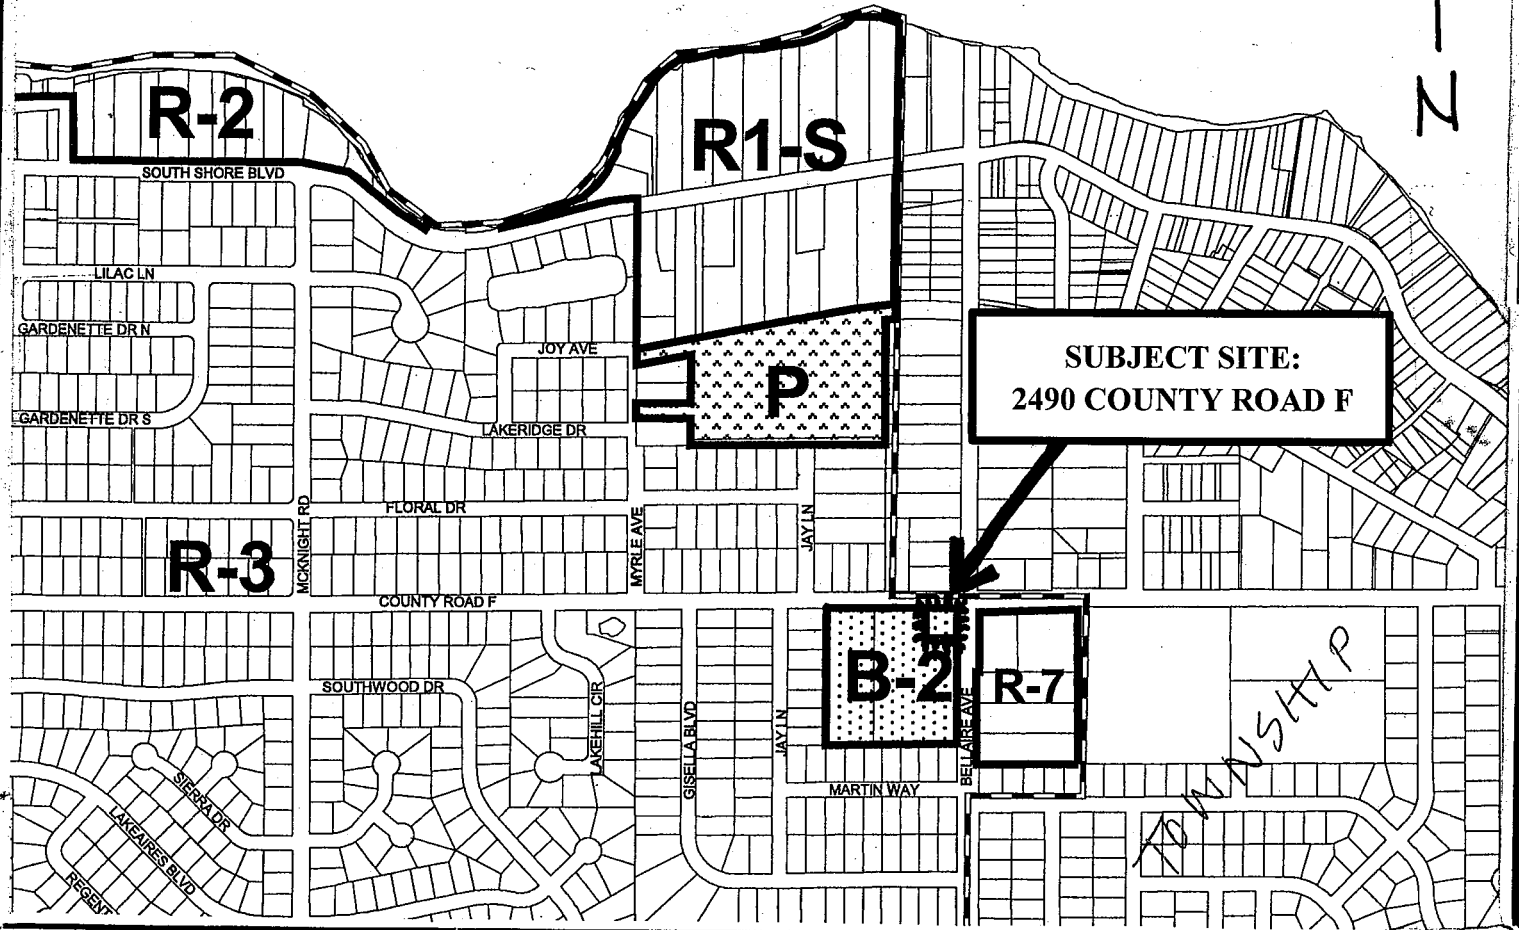 N
R-2
R1-S
SOUTH SHORE BLVD
LILAC LN
GARDENETTE DR N
JOY AVE
SUBJECT SITE:
2490 COUNTY ROAD F
P
GARDENETTE DR S
LAKERIDGE DR
FLORAL DR
MCKNIGHT RD
MYRLE AVE
JAY LN
R-3
COUNTY ROAD F
B-2
R-7
SOUTHWOOD DR
LAKEHILL CIR
GISELLA BLVD
JAY LN
BELLAIRE AVE
TOWNSHIP
MARTIN WAY
SIERRA DR
LAKEAIRES BLVD
REGENT